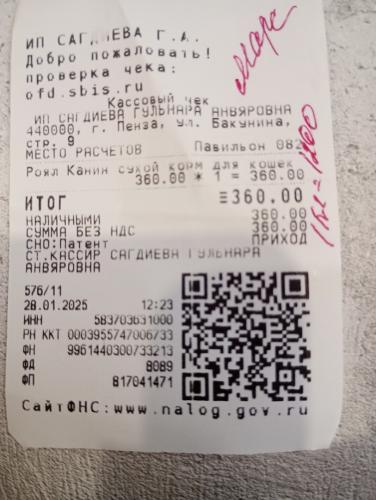 ИП САГДИЕВА Г.А.
Добро пожаловать!
проверка чека:
ofd.sbis.ru
Кассовый чек
ИП САГДИЕВА ГУЛЬНАРА АНВЯРОВНА
440000, г. Пенза, ул. Бакунина,
стр. 9
МЕСТО РАСЧЕТОВ Павильон 082
Роял Канин сухой корм для кошек
360.00 * 1 = 360.00
ИТОГ ≡360.00
НАЛИЧНЫМИ 360.00
СУММА БЕЗ НДС 360.00
СНО:Патент ПРИХОД
СТ.КАССИР САГДИЕВА ГУЛЬНАРА
АНВЯРОВНА
576/11
28.01.2025 12:23
ИНН 583703631000
РН ККТ 0003955747006733
ФН 9961440300733213
ФД 8089
ФП 817041471
СайтФНС:www.nalog.gov.ru
= 1200